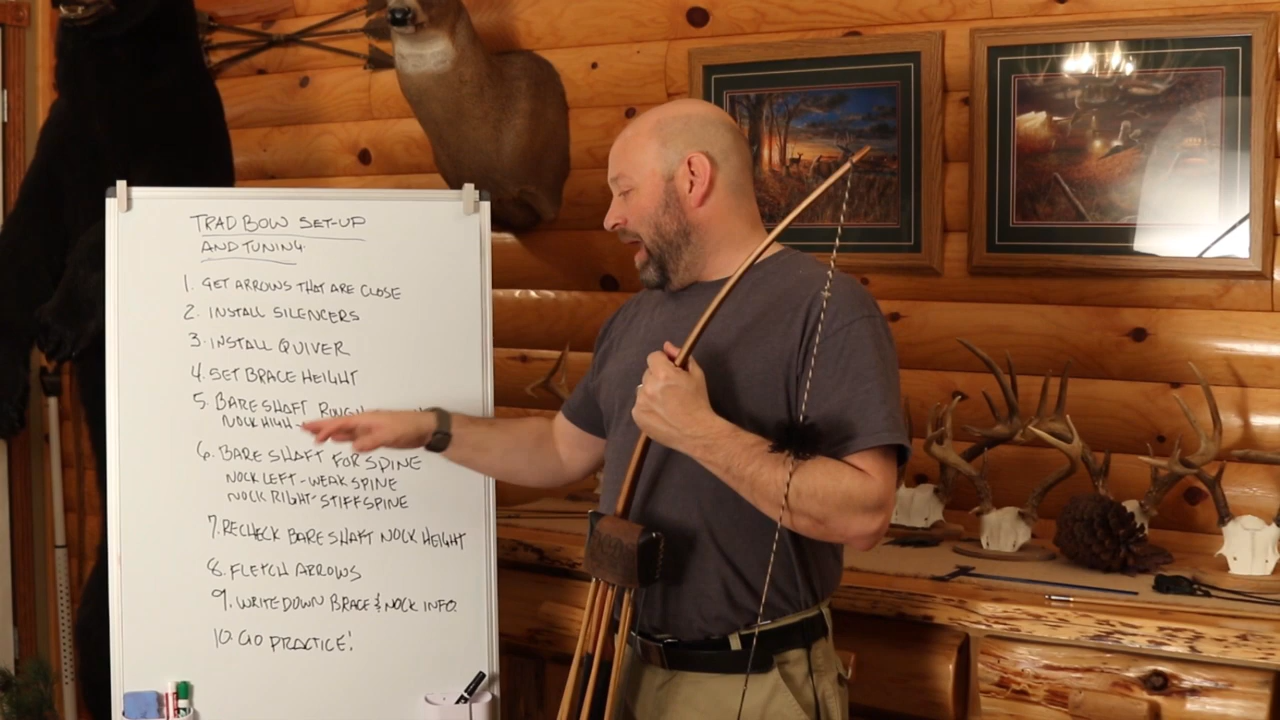 TRAD BOW SET-UP
AND TUNING.
1. GET ARROWS THAT ARE CLOSE
2. INSTALL SILENCERS
3. INSTALL QUIVER
4. SET BRACE HEIGHT
5. BARE SHAFT ROUGH
NOCK HIGH-
6. BARE SHAFT FOR SPINE
NOCK LEFT-WEAK SPINE
NOCK RIGHT-STIFF SPINE
7. RECHECK BARE SHAFT NOCK HEIGHT
8. FLETCH ARROWS
9. WRITE DOWN BRACE & NOCK INFO.
10. GO PRACTICE!